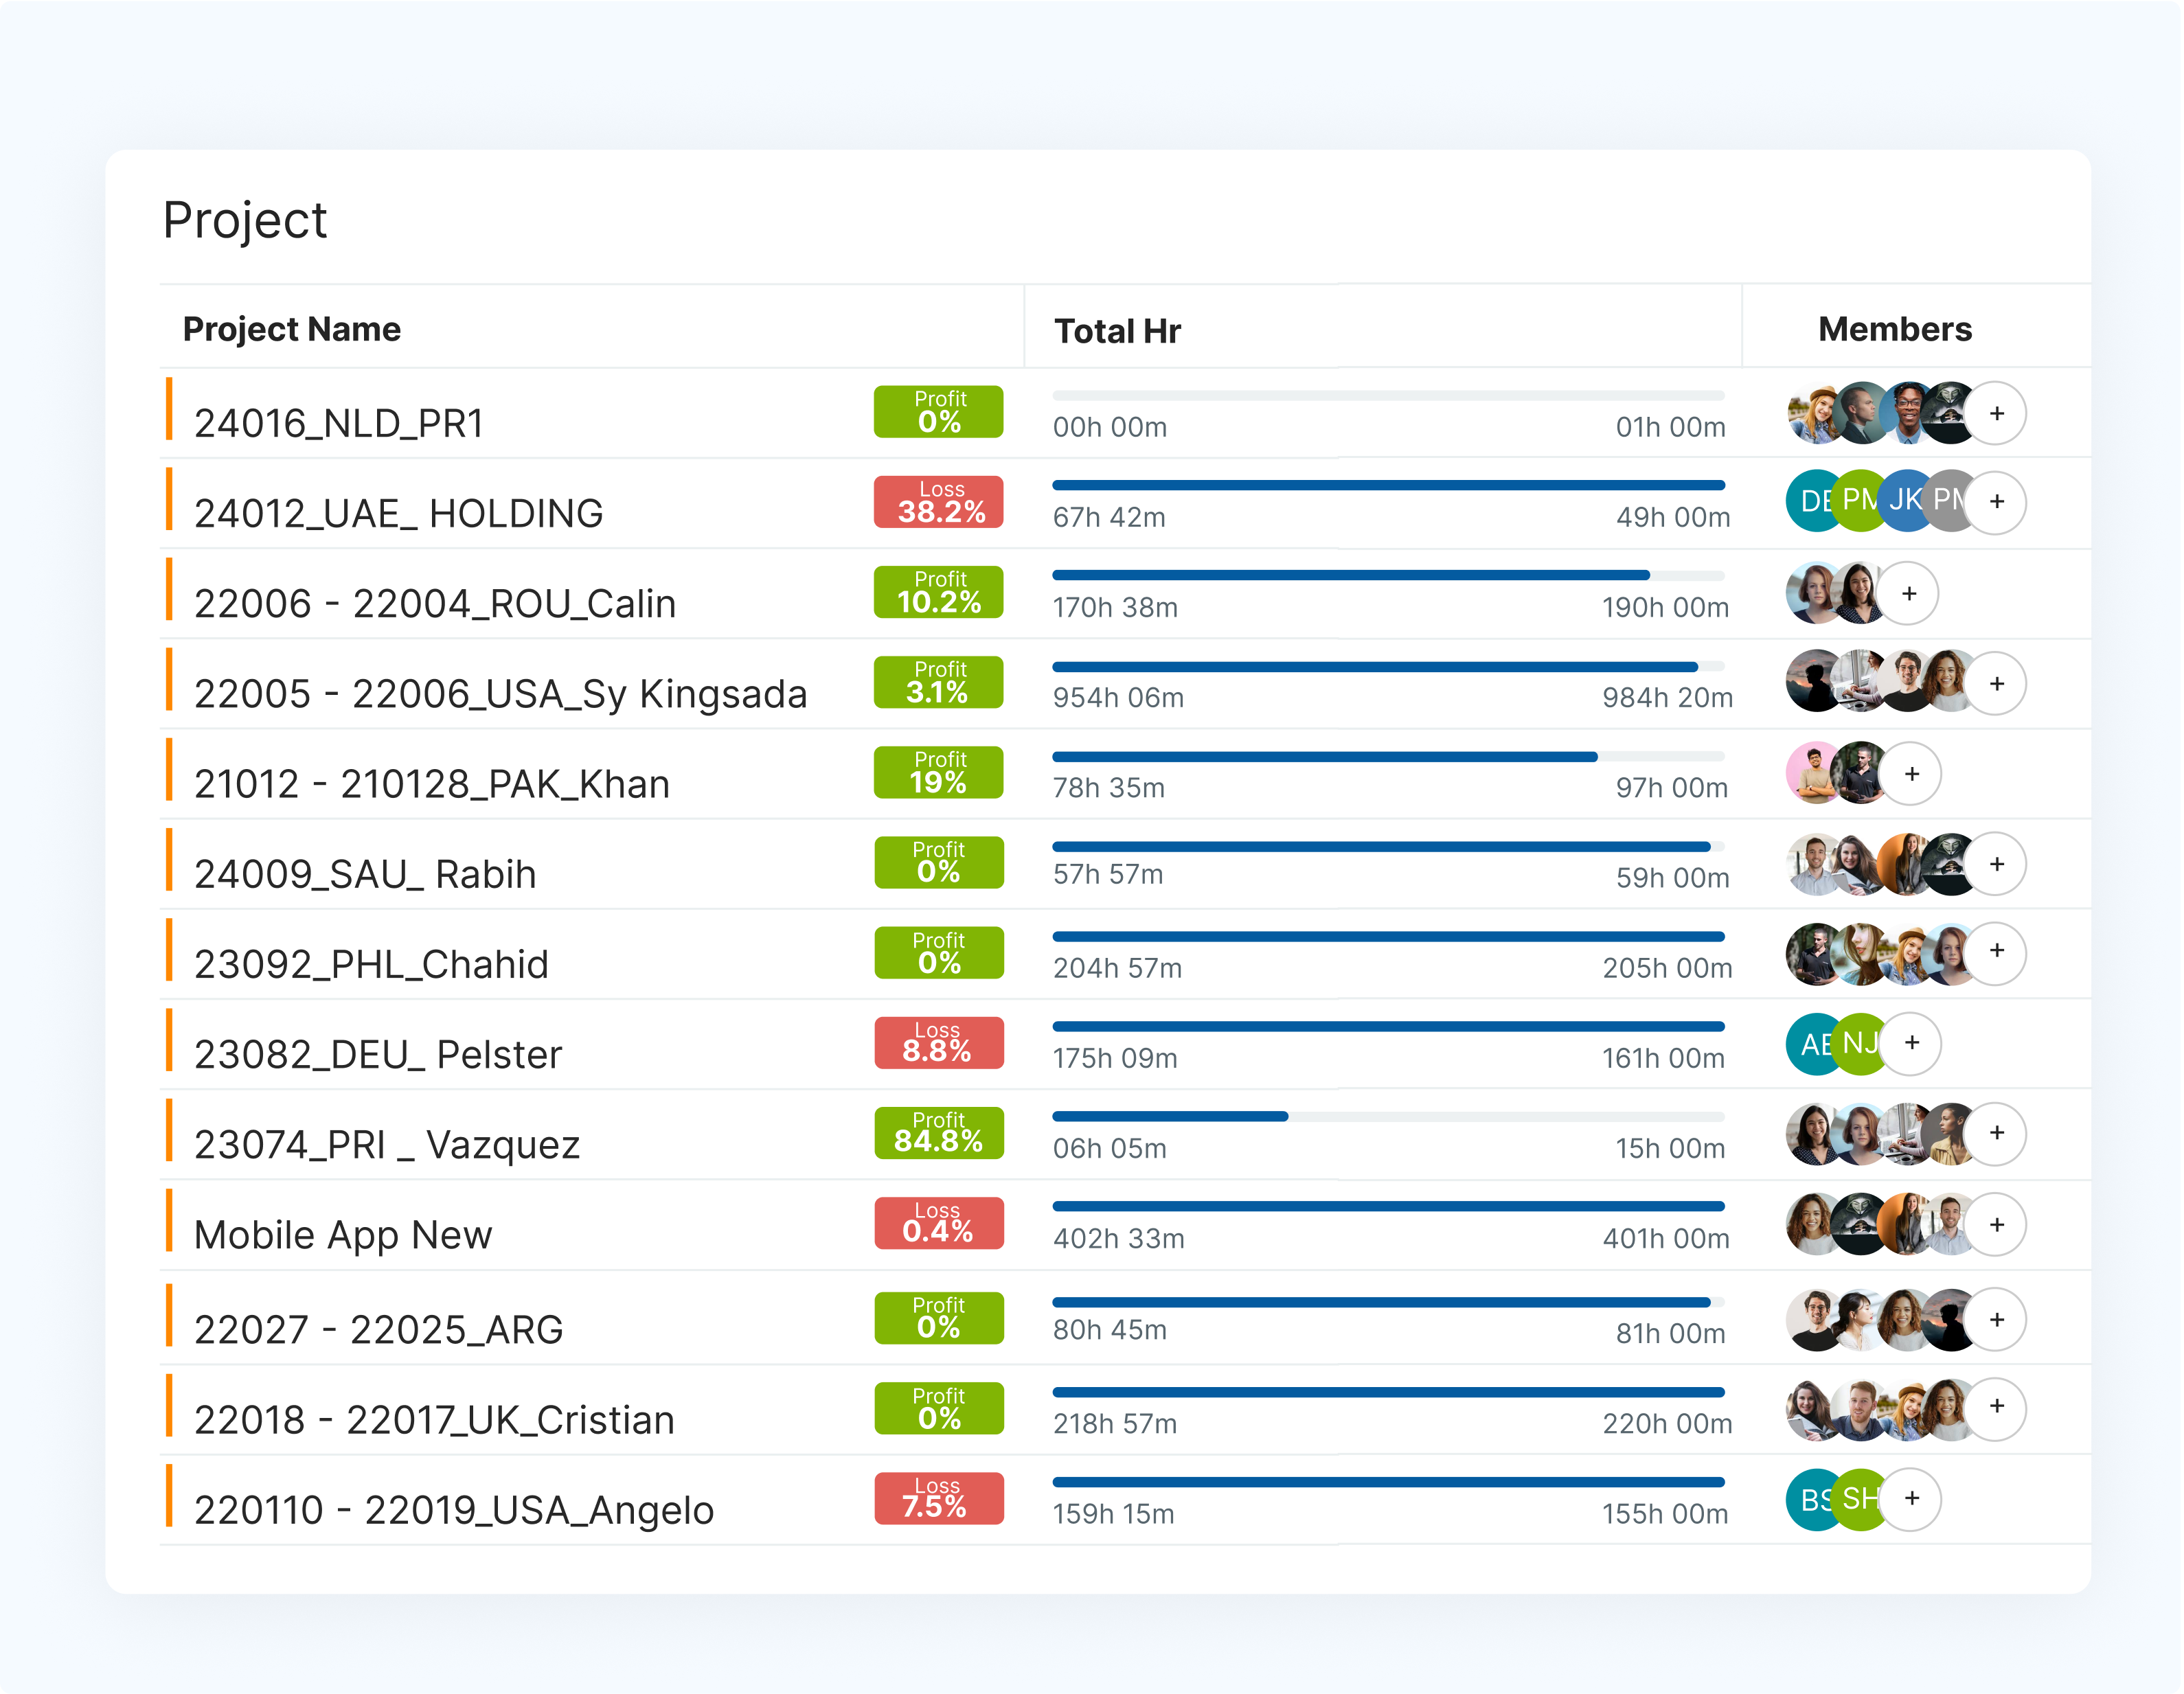 Project
Project Name Total Hr Members
24016_NLD_PR1 Profit 0% 00h 00m 01h 00m +
24012_UAE_ HOLDING Loss 38.2% 67h 42m 49h 00m PM JK +
22006 - 22004_ROU_Calin Profit 10.2% 170h 38m 190h 00m +
22005 - 22006_USA_Sy Kingsada Profit 3.1% 954h 06m 984h 20m +
21012 - 210128_PAK_Khan Profit 19% 78h 35m 97h 00m +
24009_SAU_ Rabih Profit 0% 57h 57m 59h 00m +
23092_PHL_Chahid Profit 0% 204h 57m 205h 00m +
23082_DEU_ Pelster Loss 8.8% 175h 09m 161h 00m NJ +
23074_PRI _ Vazquez Profit 84.8% 06h 05m 15h 00m +
Mobile App New Loss 0.4% 402h 33m 401h 00m +
22027 - 22025_ARG Profit 0% 80h 45m 81h 00m +
22018 - 22017_UK_Cristian Profit 0% 218h 57m 220h 00m +
220110 - 22019_USA_Angelo Loss 7.5% 159h 15m 155h 00m BS SH +